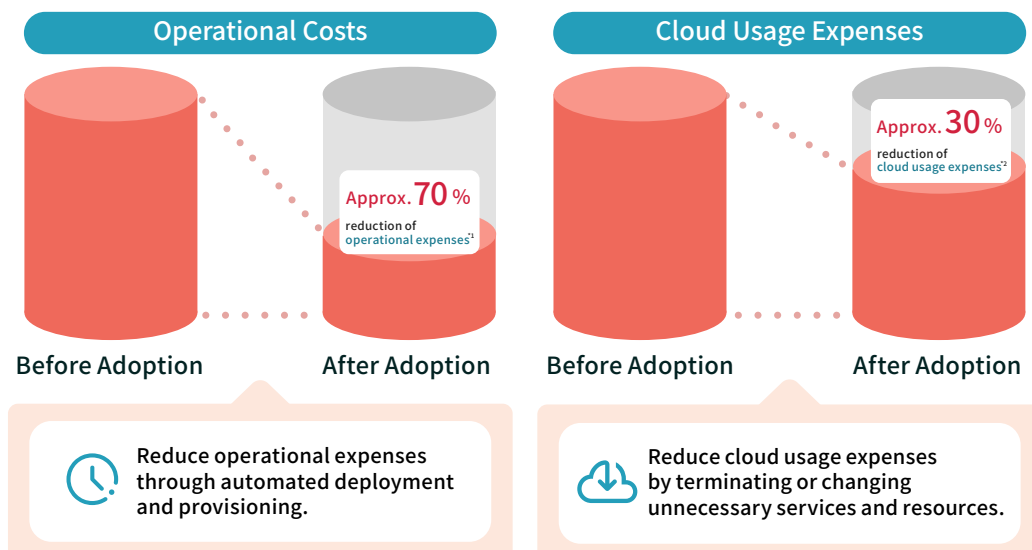 Operational Costs
Approx. 70 %
reduction of
operational expenses*1
Before Adoption
After Adoption
Reduce operational expenses
through automated deployment
and provisioning.
Cloud Usage Expenses
Approx. 30 %
reduction of
cloud usage expenses*2
Before Adoption
After Adoption
Reduce cloud usage expenses
by terminating or changing
unnecessary services and resources.